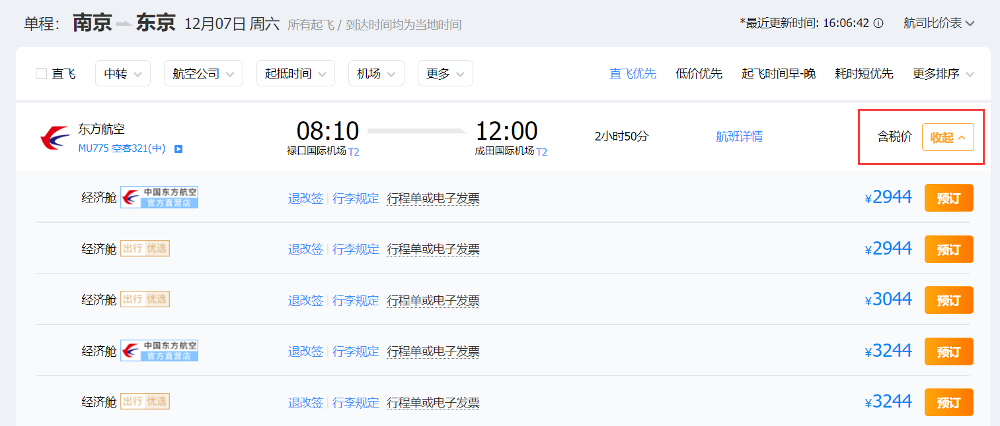 单程： 南京 东京 12月07日 周六 所有起飞 / 到达时间均为当地时间 *最近更新时间: 16:06:42 航司比价表
直飞 中转 航空公司 起抵时间 机场 更多 直飞优先 低价优先 起飞时间早-晚 耗时短优先 更多排序
东方航空 08:10 12:00 2小时50分 航班详情 含税价 收起
MU775 空客321(中) 禄口国际机场 T2 成田国际机场 T2
经济舱 中国东方航空 官方直营店 退改签 行李规定 行程单或电子发票 ¥2944 预订
经济舱 出行 优选 退改签 行李规定 行程单或电子发票 ¥2944 预订
经济舱 出行 优选 退改签 行李规定 行程单或电子发票 ¥3044 预订
经济舱 中国东方航空 官方直营店 退改签 行李规定 行程单或电子发票 ¥3244 预订
经济舱 出行 优选 退改签 行李规定 行程单或电子发票 ¥3244 预订